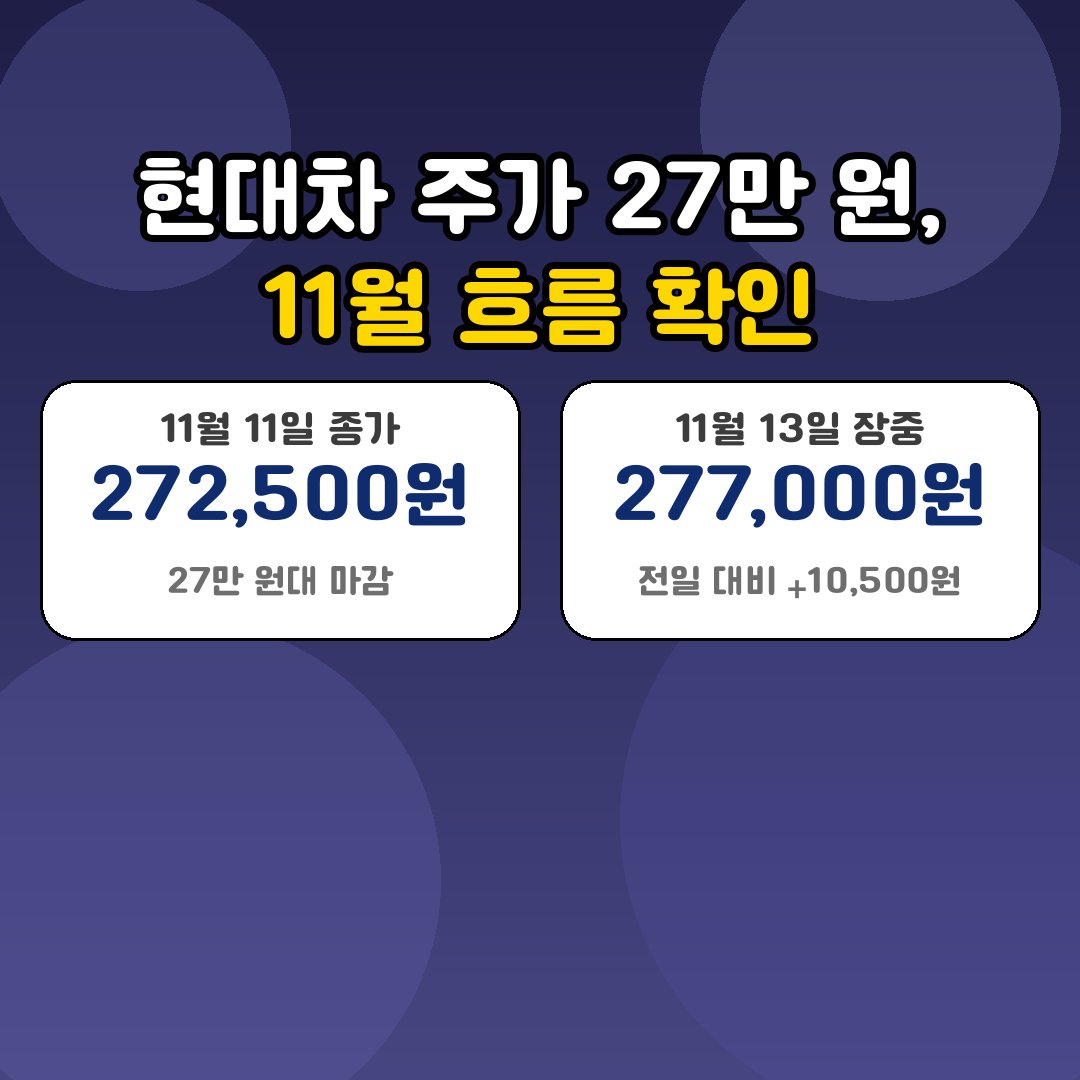 현대차 주가 27만 원,
11월 흐름 확인
11월 11일 종가
272,500원
27만 원대 마감
11월 13일 장중
277,000원
전일 대비 +10,500원